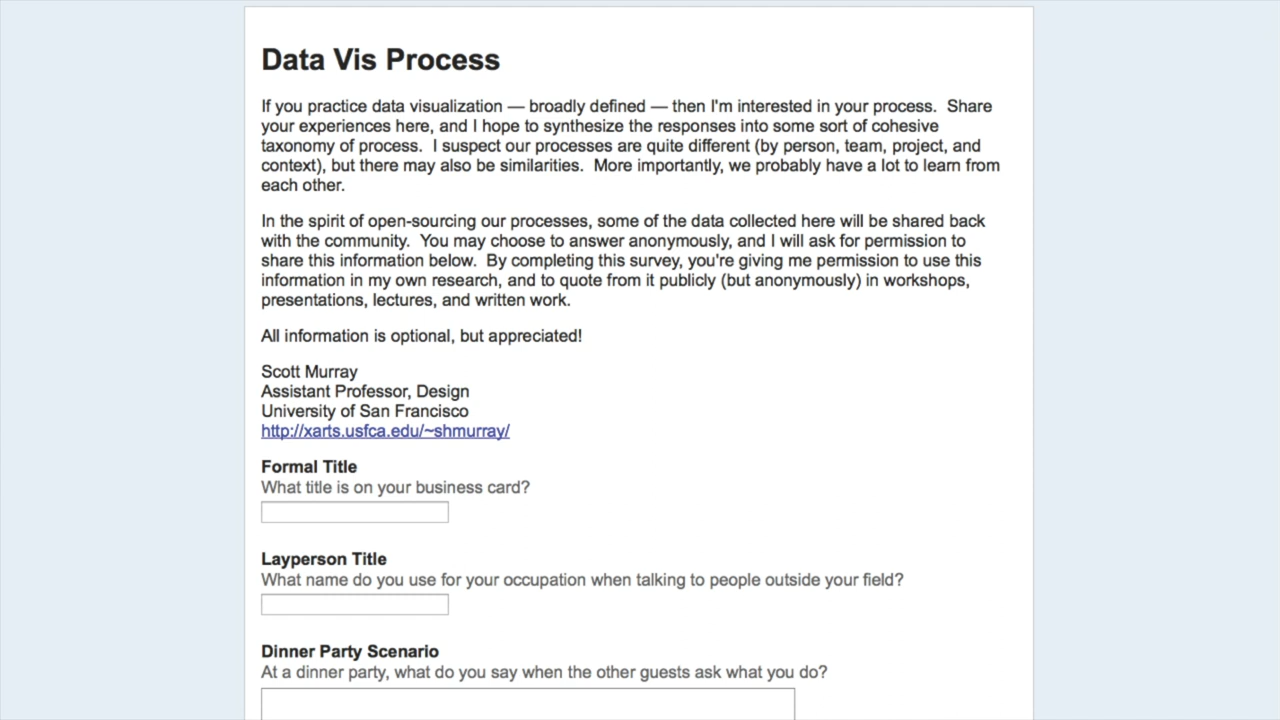 Data Vis Process
If you practice data visualization — broadly defined — then I'm interested in your process.  Share
your experiences here, and I hope to synthesize the responses into some sort of cohesive
taxonomy of process.  I suspect our processes are quite different (by person, team, project, and
context), but there may also be similarities.  More importantly, we probably have a lot to learn from
each other.
In the spirit of open-sourcing our processes, some of the data collected here will be shared back
with the community.  You may choose to answer anonymously, and I will ask for permission to
share this information below.  By completing this survey, you're giving me permission to use this
information in my own research, and to quote from it publicly (but anonymously) in workshops,
presentations, lectures, and written work.
All information is optional, but appreciated!
Scott Murray
Assistant Professor, Design
University of San Francisco
http://xarts.usfca.edu/~shmurray/
Formal Title
What title is on your business card?
Layperson Title
What name do you use for your occupation when talking to people outside your field?
Dinner Party Scenario
At a dinner party, what do you say when the other guests ask what you do?